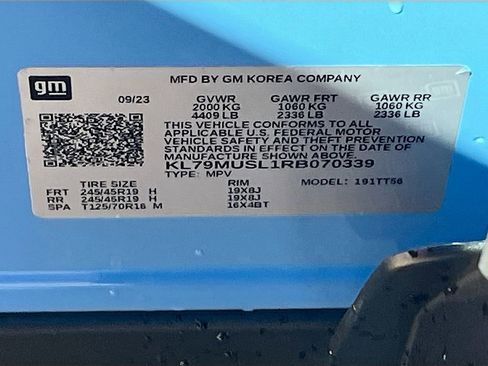 gm
MFD BY GM KOREA COMPANY
09/23 GVWR GAWR FRT GAWR RR
2000 KG 1060 KG 1060 KG
4409 LB 2336 LB 2336 LB
THIS VEHICLE CONFORMS TO ALL
APPLICABLE U.S. FEDERAL MOTOR
VEHICLE SAFETY AND THEFT PREVENTION
STANDARDS IN EFFECT ON THE DATE OF
MANUFACTURE SHOWN ABOVE.
KL79MUSL1RB070339
TYPE: MPV
TIRE SIZE RIM MODEL: 191TT56
FRT 245/45R19 H 19X8J
RR 245/45R19 H 19X8J
SPA T125/70R16 M 16X4BT